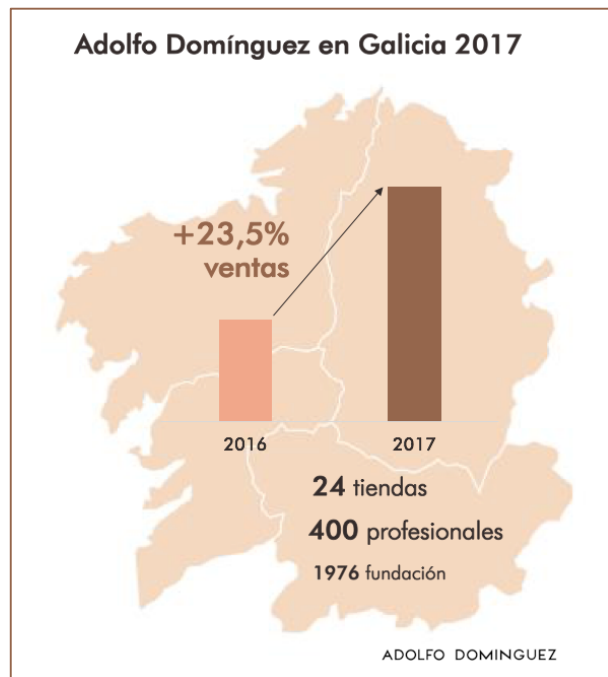 Adolfo Domínguez en Galicia 2017
+23,5%
ventas
2016
2017
24 tiendas
400 profesionales
1976 fundación
ADOLFO DOMINGUEZ